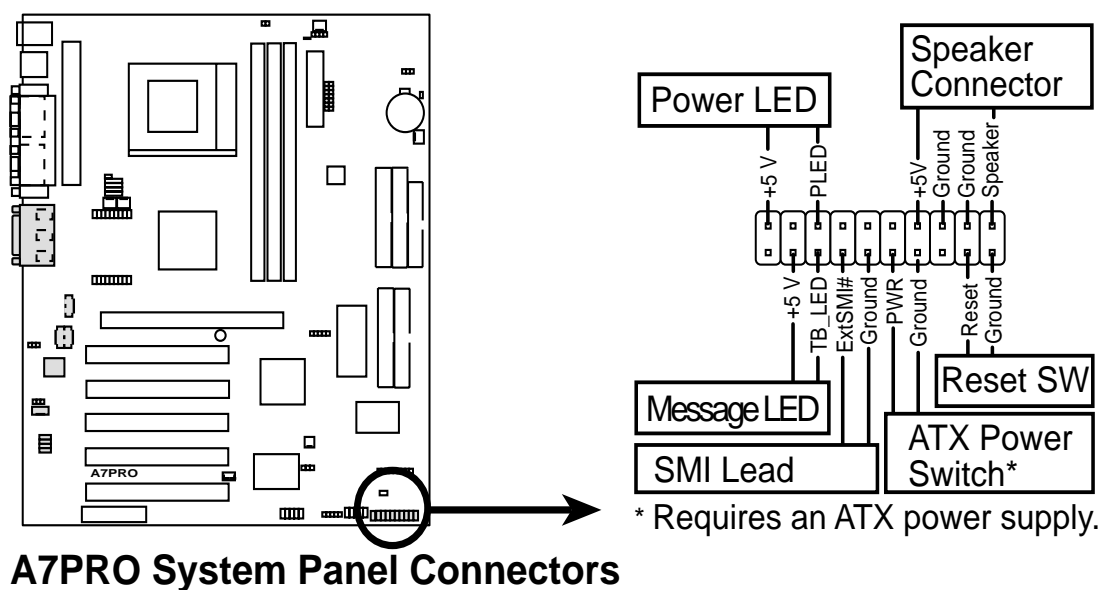 Speaker
Connector
Power LED
+5 V
PLED
+5V
Ground
Ground
Speaker
+5 V
TB_LED
ExtSMI#
Ground
PWR
Ground
Reset
Ground
Reset SW
Message LED
ATX Power
Switch*
SMI Lead
* Requires an ATX power supply.
A7PRO
A7PRO System Panel Connectors